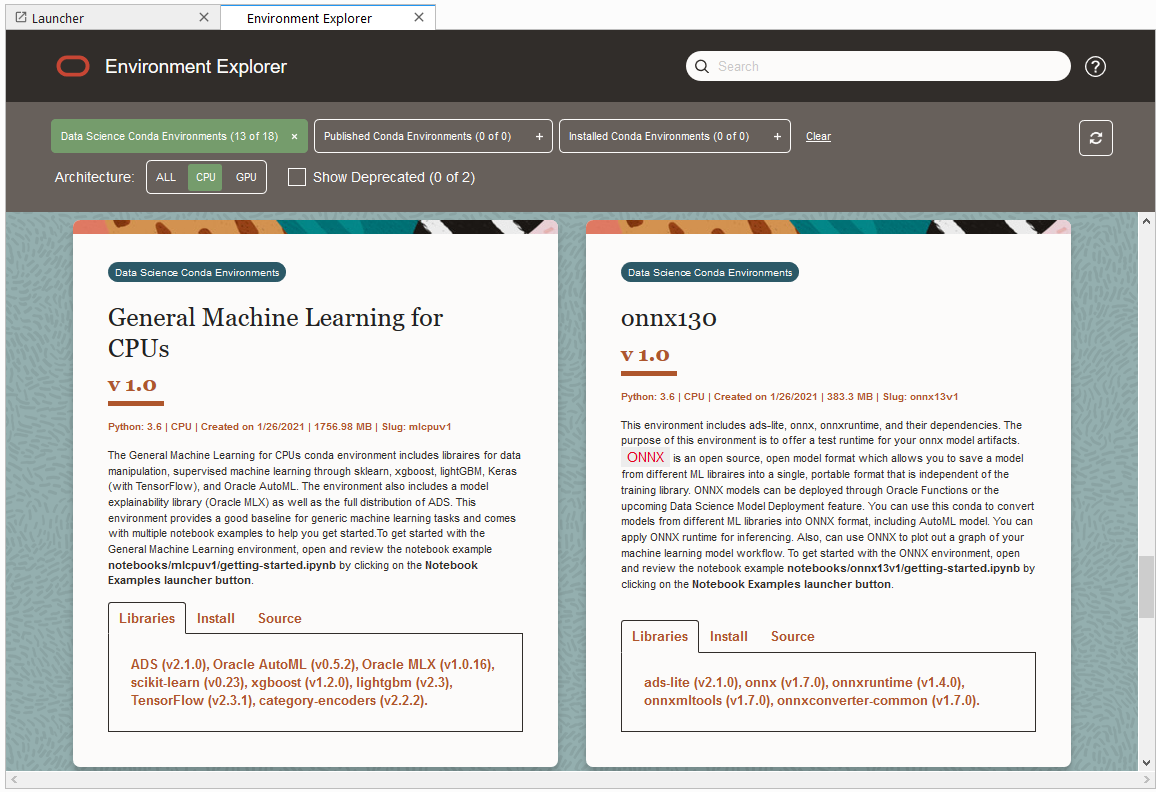 Launcher
Environment Explorer
Environment Explorer
Search
?
Data Science Conda Environments (13 of 18) ×
Published Conda Environments (0 of 0) +
Installed Conda Environments (0 of 0) +
Clear
Architecture: ALL CPU GPU
Show Deprecated (0 of 2)
Data Science Conda Environments
General Machine Learning for
CPUs
v 1.0
Python: 3.6 | CPU | Created on 1/26/2021 | 1756.98 MB | Slug: mlcpuv1
The General Machine Learning for CPUs conda environment includes libraires for data
manipulation, supervised machine learning through sklearn, xgboost, lightGBM, Keras
(with TensorFlow), and Oracle AutoML. The environment also includes a model
explainability library (Oracle MLX) as well as the full distribution of ADS. This
environment provides a good baseline for generic machine learning tasks and comes
with multiple notebook examples to help you get started.To get started with the
General Machine Learning environment, open and review the notebook example
notebooks/mlcpuv1/getting-started.ipynb by clicking on the Notebook
Examples launcher button.
Libraries Install Source
ADS (v2.1.0), Oracle AutoML (v0.5.2), Oracle MLX (v1.0.16),
scikit-learn (v0.23), xgboost (v1.2.0), lightgbm (v2.3),
TensorFlow (v2.3.1), category-encoders (v2.2.2).
Data Science Conda Environments
onnx130
v 1.0
Python: 3.6 | CPU | Created on 1/26/2021 | 383.3 MB | Slug: onnx13v1
This environment includes ads-lite, onnx, onnxruntime, and their dependencies. The
purpose of this environment is to offer a test runtime for your onnx model artifacts.
ONNX is an open source, open model format which allows you to save a model
from different ML libraires into a single, portable format that is independent of the
training library. ONNX models can be deployed through Oracle Functions or the
upcoming Data Science Model Deployment feature. You can use this conda to convert
models from different ML libraries into ONNX format, including AutoML model. You can
apply ONNX runtime for inferencing. Also, can use ONNX to plot out a graph of your
machine learning model workflow. To get started with the ONNX environment, open
and review the notebook example notebooks/onnx13v1/getting-started.ipynb by
clicking on the Notebook Examples launcher button.
Libraries Install Source
ads-lite (v2.1.0), onnx (v1.7.0), onnxruntime (v1.4.0),
onnxmltools (v1.7.0), onnxconverter-common (v1.7.0).